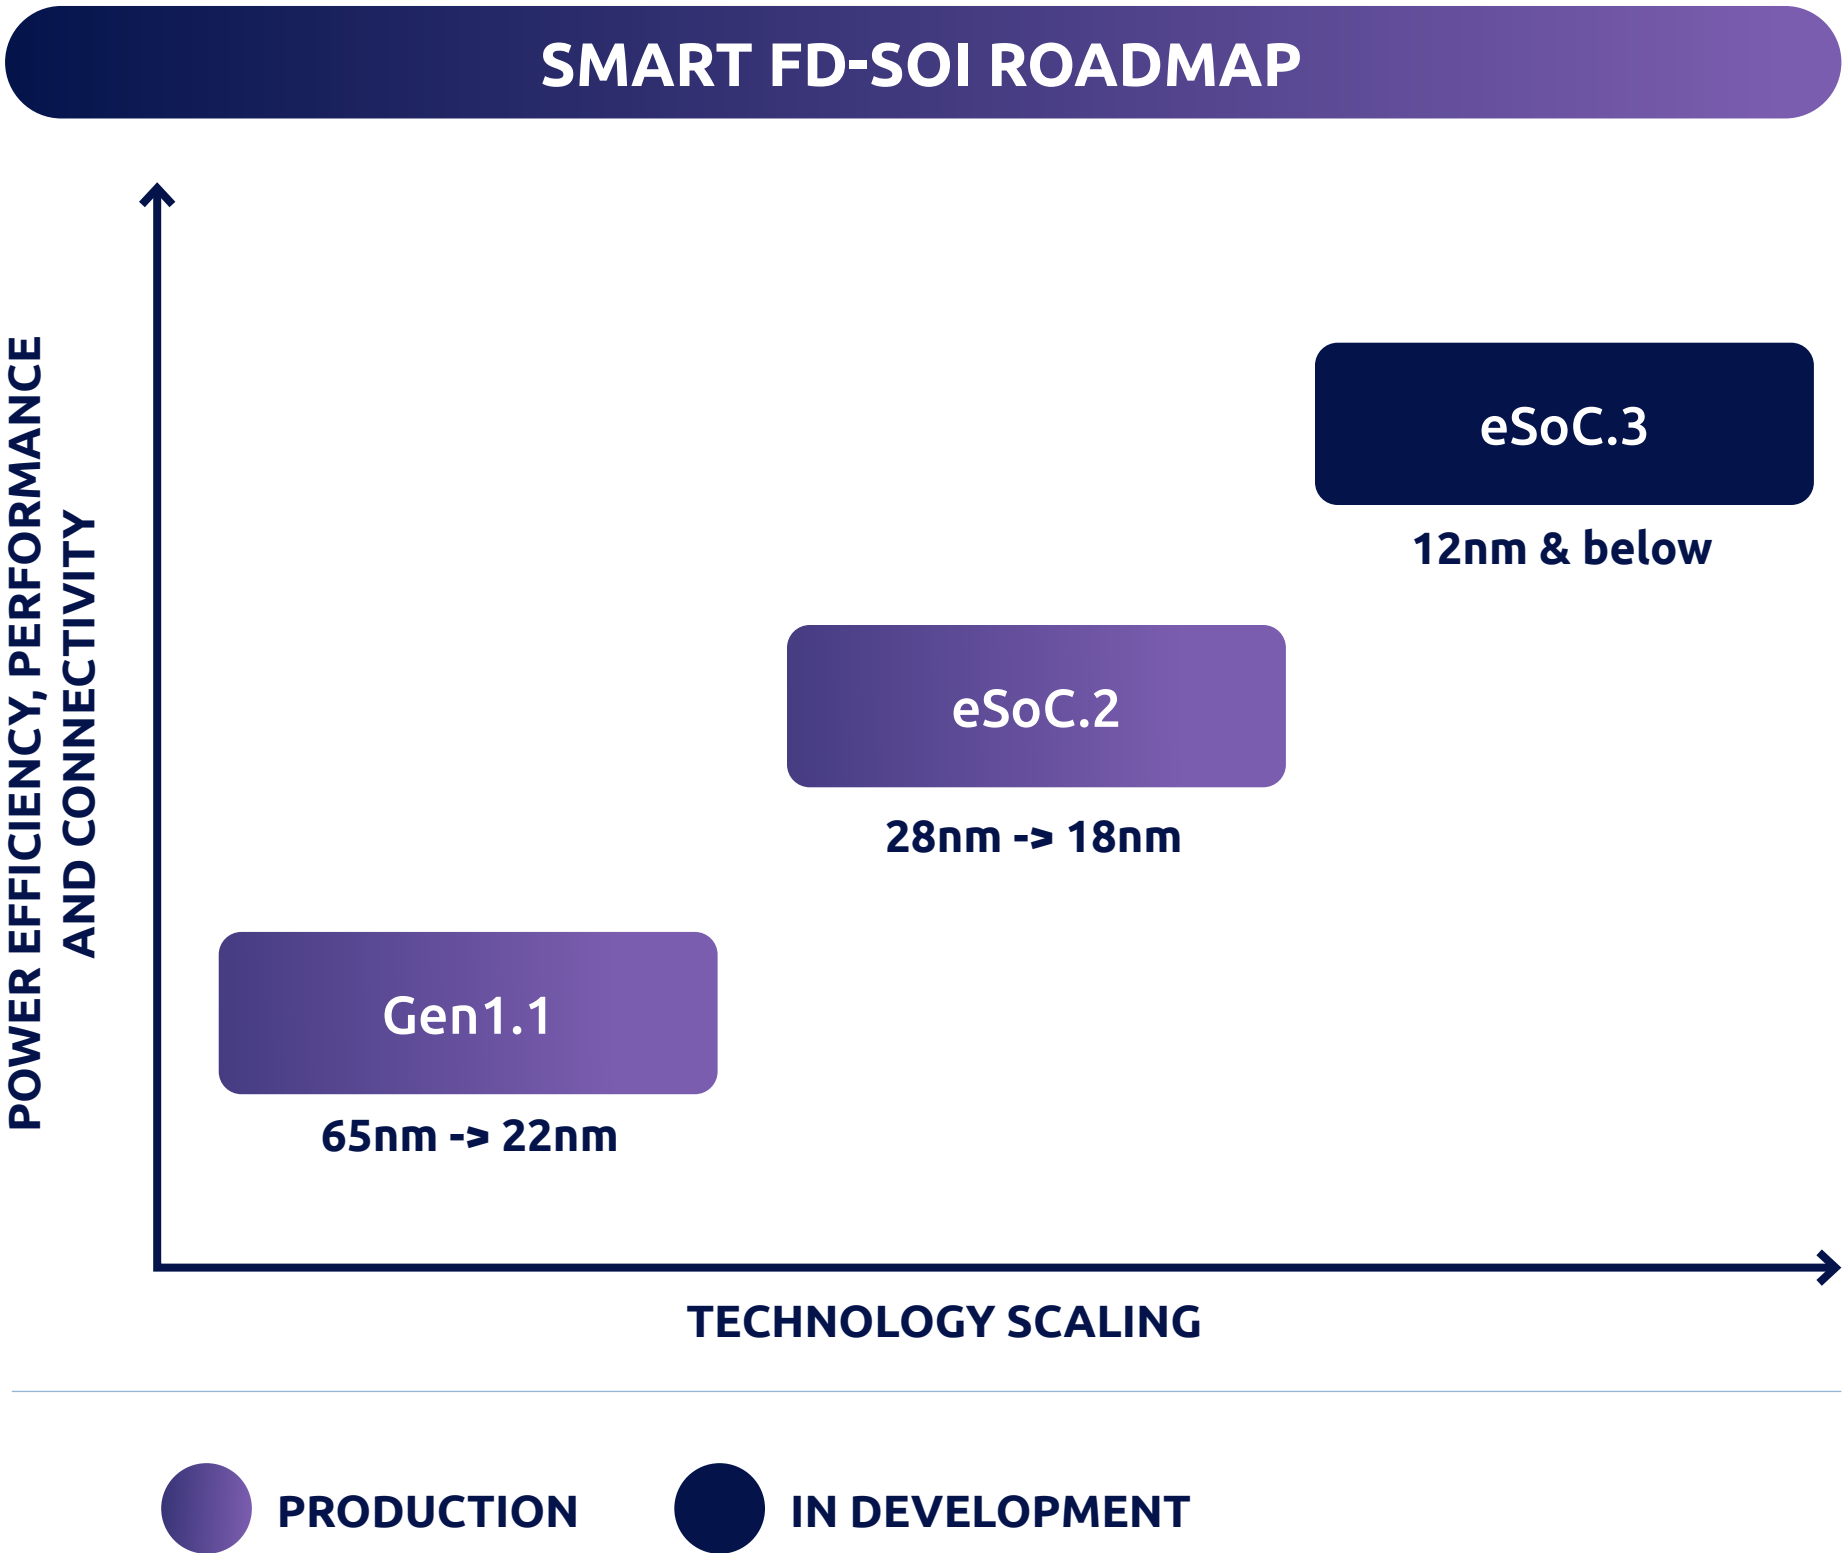 SMART FD-SOI ROADMAP
POWER EFFICIENCY, PERFORMANCE
AND CONNECTIVITY
eSoC.3
12nm & below
eSoC.2
28nm -> 18nm
Gen1.1
65nm -> 22nm
TECHNOLOGY SCALING
PRODUCTION
IN DEVELOPMENT